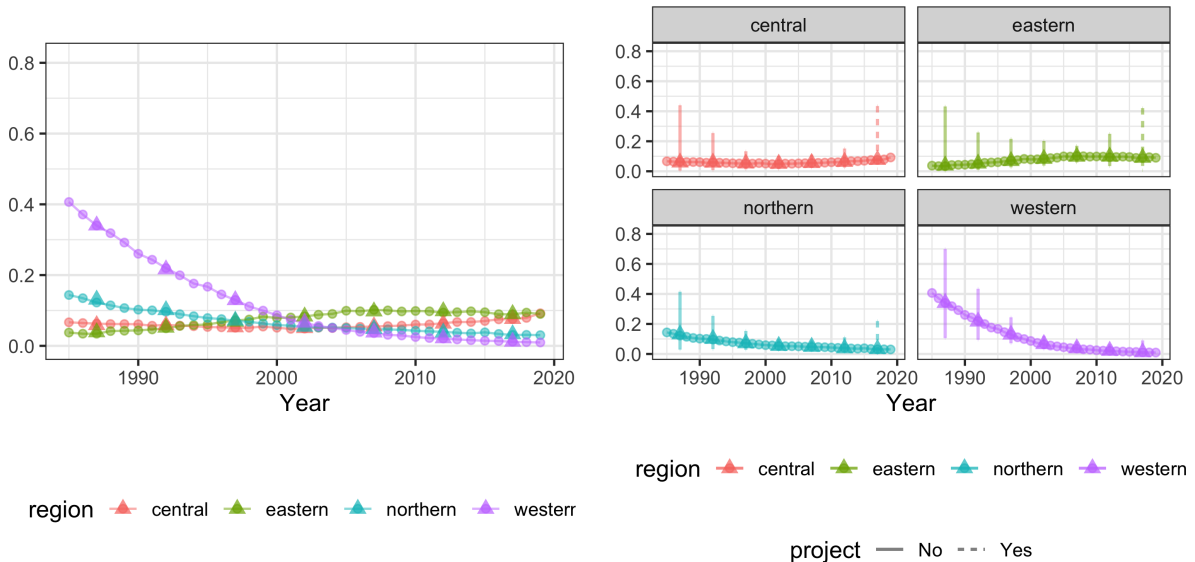 0.8
0.6
0.4
0.2
0.0
1990 2000 2010 2020
Year
region central eastern northern western
central eastern
0.8
0.6
0.4
0.2
0.0
northern western
0.8
0.6
0.4
0.2
0.0
1990 2000 2010 2020 1990 2000 2010 2020
Year
region central eastern northern western
project No Yes